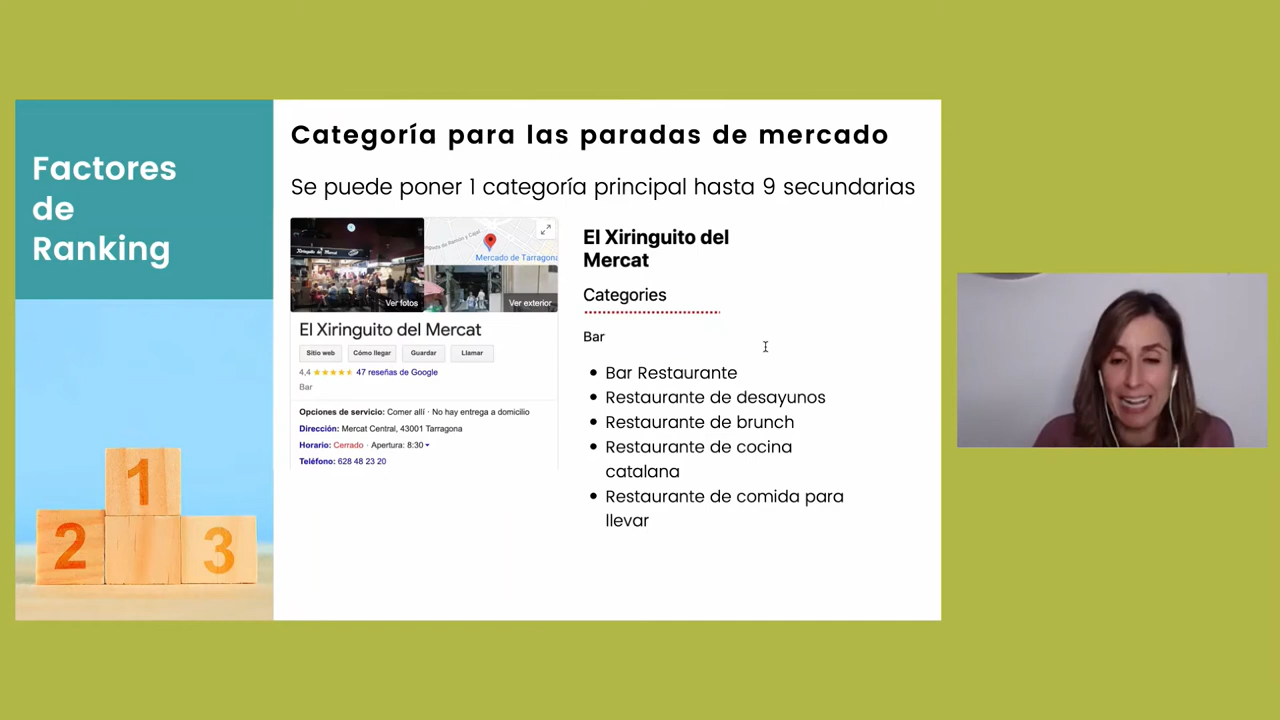 Factores
de
Ranking
1
2
3
Categoría para las paradas de mercado
Se puede poner 1 categoría principal hasta 9 secundarias
Xiringuito del Mercat
Ver fotos
Mercado de Tarragona
Ver exterior
El Xiringuito del Mercat
Sitio web
Cómo llegar
Guardar
Llamar
4,4 ★★★★★ 47 reseñas de Google
Bar
Opciones de servicio: Comer allí · No hay entrega a domicilio
Dirección: Mercat Central, 43001 Tarragona
Horario: Cerrado · Apertura: 8:30
Teléfono: 628 48 23 20
El Xiringuito del
Mercat
Categories
Bar
• Bar Restaurante
• Restaurante de desayunos
• Restaurante de brunch
• Restaurante de cocina
catalana
• Restaurante de comida para
llevar